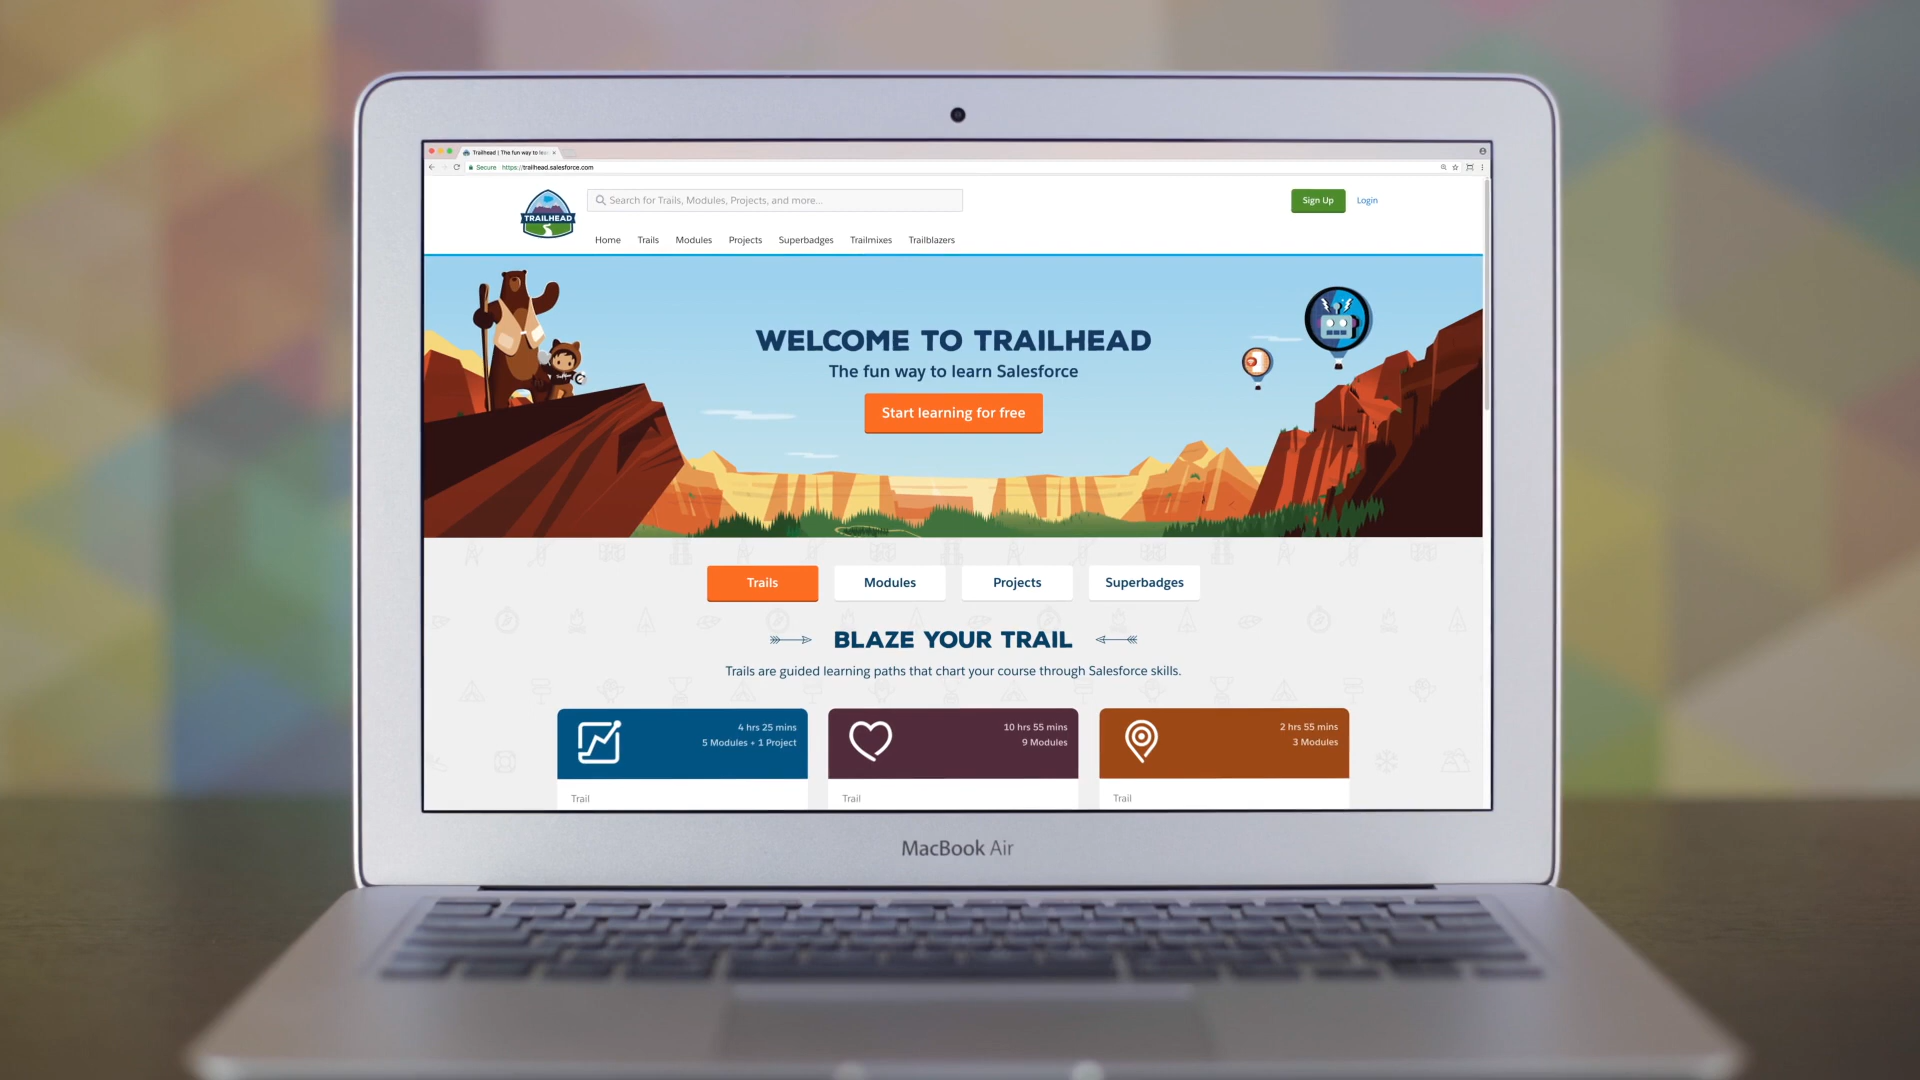 Trailhead | The fun way to lea
Secure https://trailhead.salesforce.com
TRAILHEAD
Search for Trails, Modules, Projects, and more...
Sign Up Login
Home Trails Modules Projects Superbadges Trailmixes Trailblazers
WELCOME TO TRAILHEAD
The fun way to learn Salesforce
Start learning for free
Trails Modules Projects Superbadges
BLAZE YOUR TRAIL
Trails are guided learning paths that chart your course through Salesforce skills.
4 hrs 25 mins
5 Modules + 1 Project
10 hrs 55 mins
9 Modules
2 hrs 55 mins
3 Modules
Trail
Trail
Trail
MacBook Air